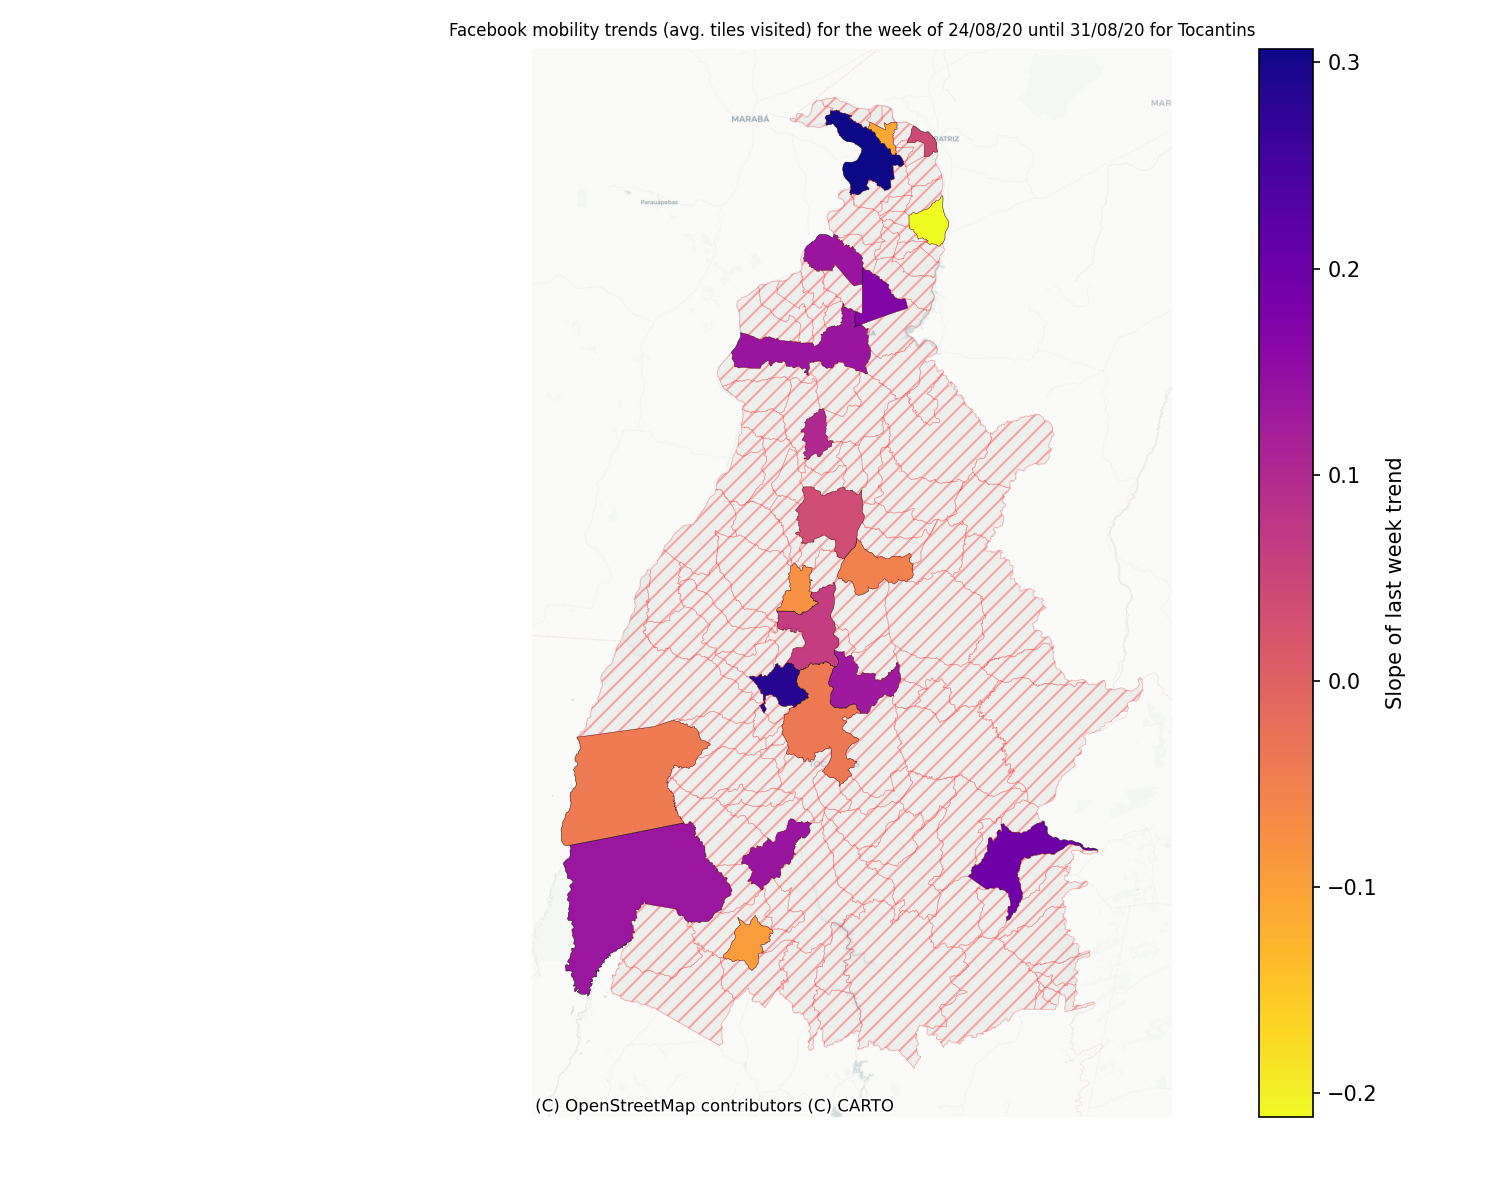 Facebook mobility trends (avg. tiles visited) for the week of 24/08/20 until 31/08/20 for Tocantins
MARABÁ
MAR
RATRIZ
Parauapebas
0.3
0.2
0.1
0.0
−0.1
−0.2
Slope of last week trend
(C) OpenStreetMap contributors (C) CARTO